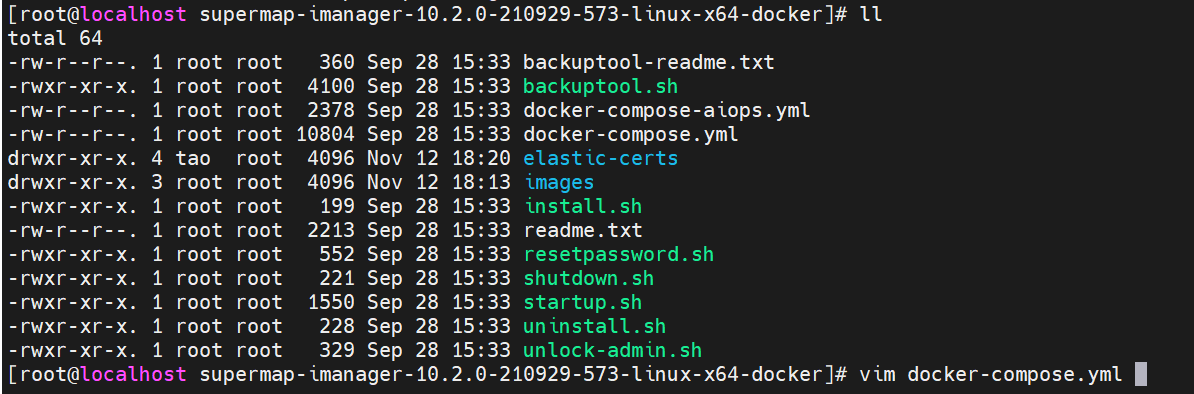 [root@localhost supermap-imanager-10.2.0-210929-573-linux-x64-docker]# ll
total 64
-rw-r--r--. 1 root root   360 Sep 28 15:33 backuptool-readme.txt
-rwxr-xr-x. 1 root root  4100 Sep 28 15:33 backuptool.sh
-rw-r--r--. 1 root root  2378 Sep 28 15:33 docker-compose-aiops.yml
-rw-r--r--. 1 root root 10804 Sep 28 15:33 docker-compose.yml
drwxr-xr-x. 4 tao  root  4096 Nov 12 18:20 elastic-certs
drwxr-xr-x. 3 root root  4096 Nov 12 18:13 images
-rwxr-xr-x. 1 root root   199 Sep 28 15:33 install.sh
-rw-r--r--. 1 root root  2213 Sep 28 15:33 readme.txt
-rwxr-xr-x. 1 root root   552 Sep 28 15:33 resetpassword.sh
-rwxr-xr-x. 1 root root   221 Sep 28 15:33 shutdown.sh
-rwxr-xr-x. 1 root root  1550 Sep 28 15:33 startup.sh
-rwxr-xr-x. 1 root root   228 Sep 28 15:33 uninstall.sh
-rwxr-xr-x. 1 root root   329 Sep 28 15:33 unlock-admin.sh
[root@localhost supermap-imanager-10.2.0-210929-573-linux-x64-docker]# vim docker-compose.yml